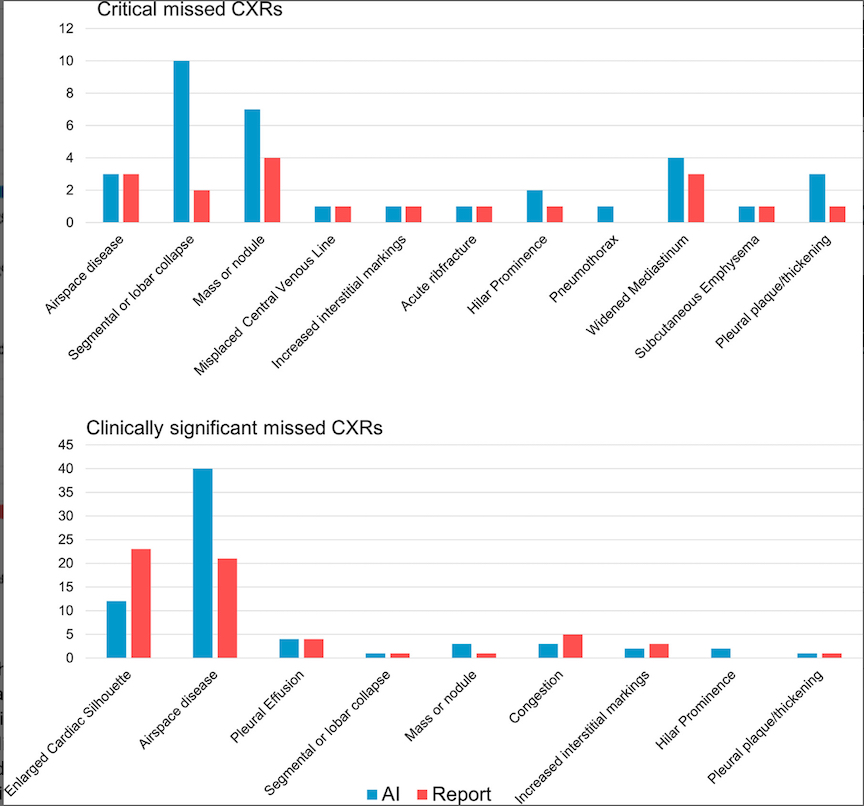 Critical missed CXRs
12
10
8
6
4
2
0
Airspace disease
Segmental or lobar collapse
Mass or nodule
Misplaced Central Venous Line
Increased interstitial markings
Acute ribfracture
Hilar Prominence
Pneumothorax
Widened Mediastinum
Subcutaneous Emphysema
Pleural plaque/thickening
Clinically significant missed CXRs
45
40
35
30
25
20
15
10
5
0
Enlarged Cardiac Silhouette
Airspace disease
Pleural Effusion
Segmental or lobar collapse
Mass or nodule
Congestion
Increased interstitial markings
Hilar Prominence
Pleural plaque/thickening
AI Report